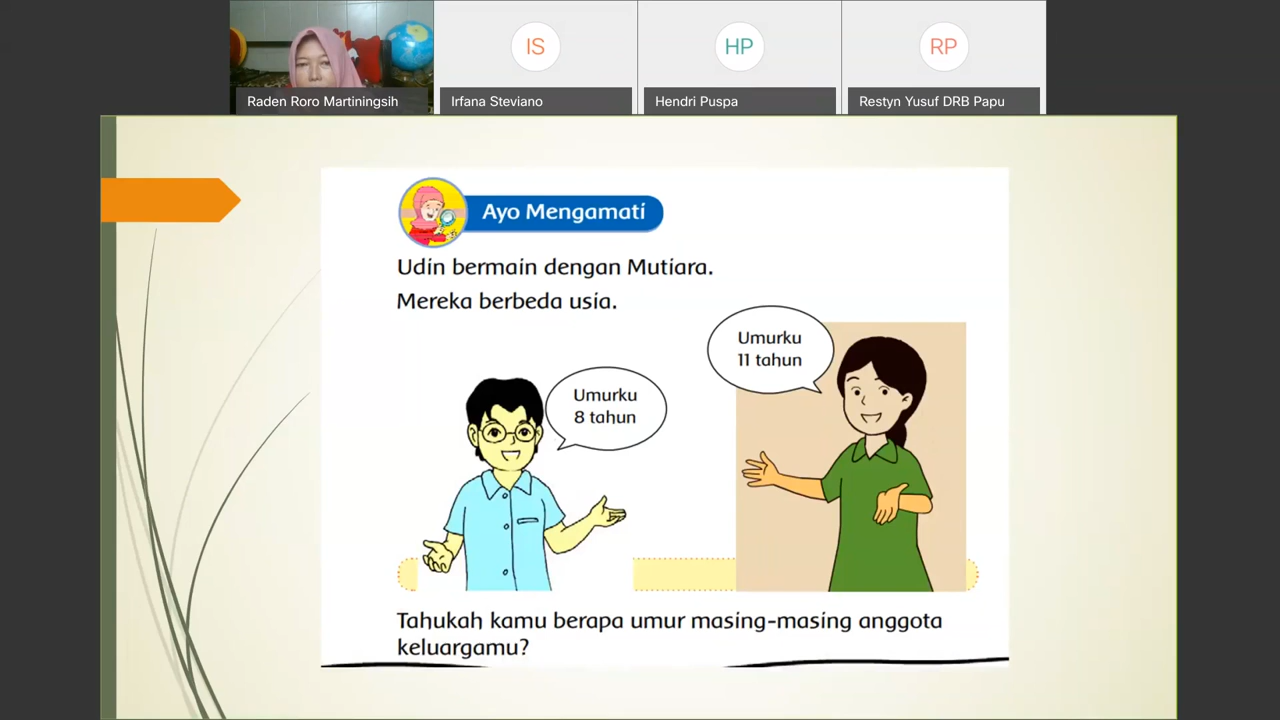 IS
HP
RP
Raden Roro Martiningsih
Irfana Steviano
Hendri Puspa
Restyn Yusuf DRB Papu
Ayo Mengamati
Udin bermain dengan Mutiara.
Mereka berbeda usia.
Umurku
11 tahun
Umurku
8 tahun
Tahukah kamu berapa umur masing-masing anggota
keluargamu?